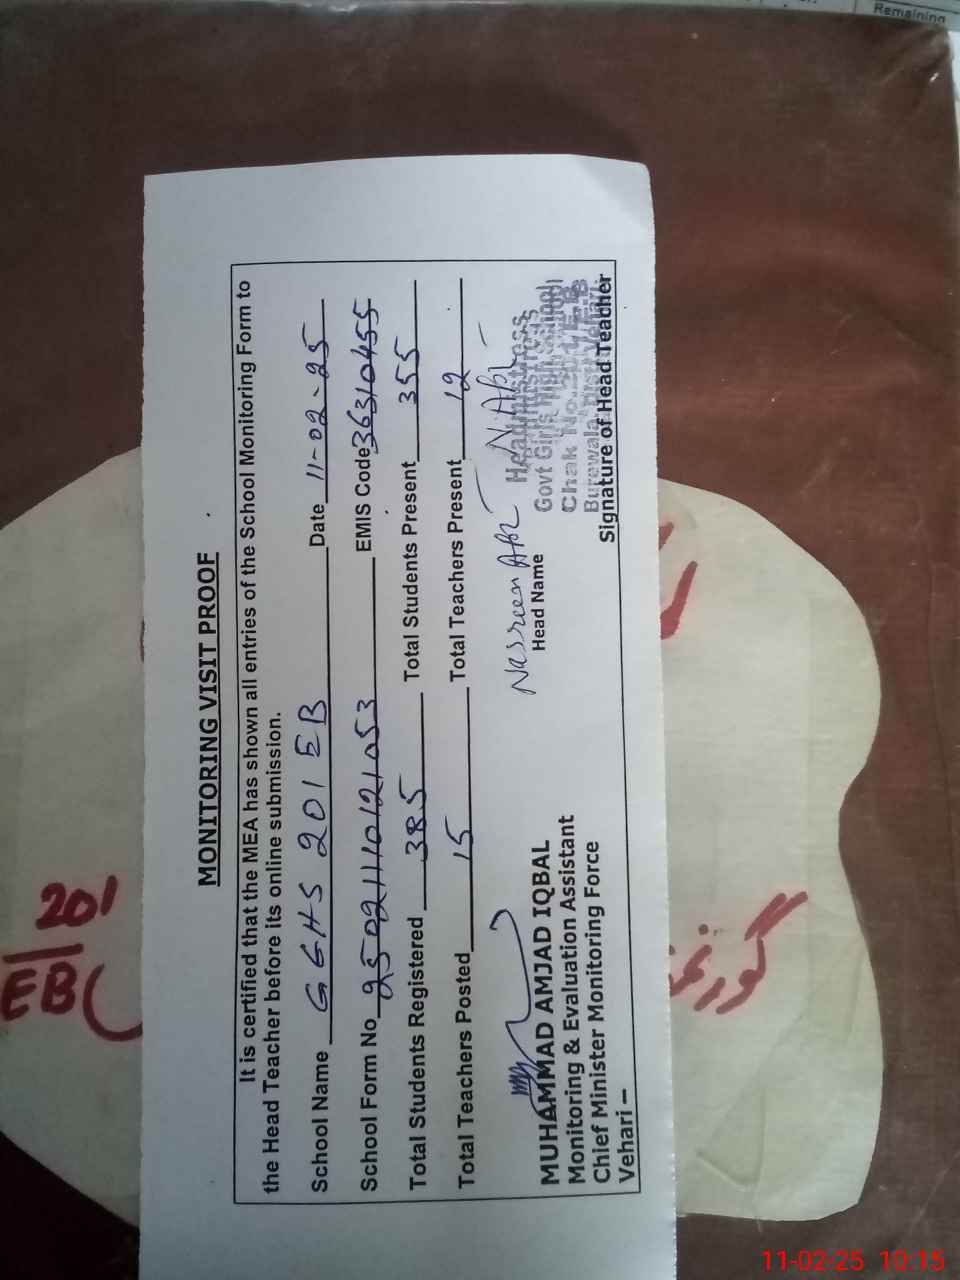 Remaining
MONITORING VISIT PROOF
It is certified that the MEA has shown all entries of the School Monitoring Form to
the Head Teacher before its online submission.
School Name GGHS 201 EB Date 11-02-25
School Form No 25021110121053 EMIS Code 36310455
Total Students Registered 385 Total Students Present 355
Total Teachers Posted 15 Total Teachers Present 12
Nasreen
Head Name
Headmistress
Govt Girls High School
Chak No. 201/E.B
Burewala Distt Vehari
Signature of Head Teacher
MUHAMMAD AMJAD IQBAL
Monitoring & Evaluation Assistant
Chief Minister Monitoring Force
Vehari –
201
EB
11-02-25 10:15